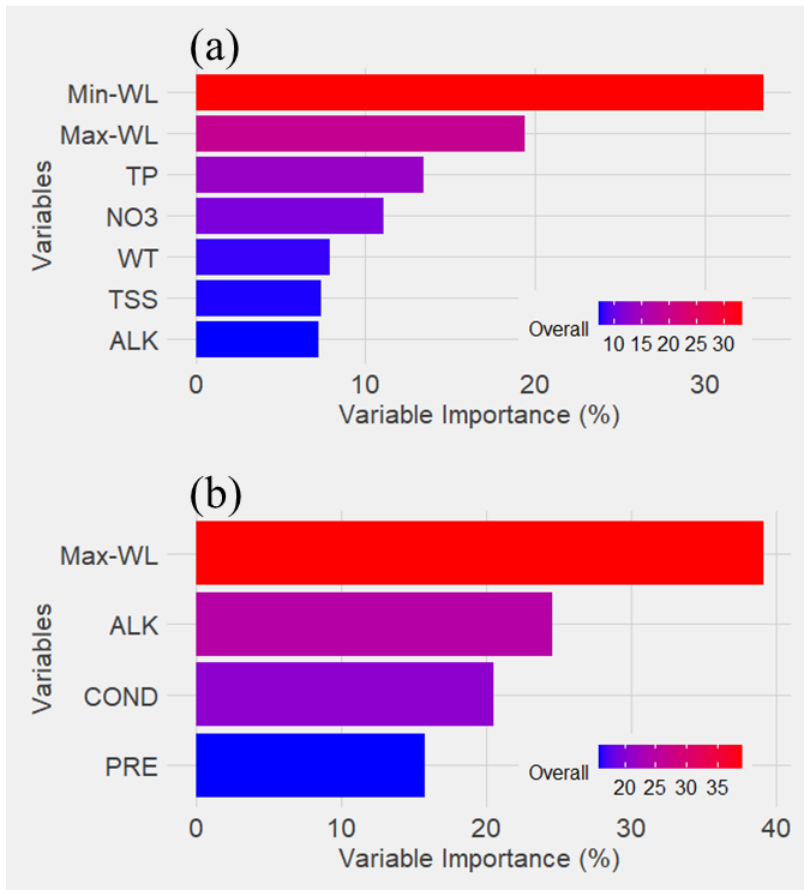 (a)
Variables
Min-WL
Max-WL
TP
NO3
WT
TSS
ALK
Overall
10 15 20 25 30
0 10 20 30
Variable Importance (%)
(b)
Variables
Max-WL
ALK
COND
PRE
Overall
20 25 30 35
0 10 20 30 40
Variable Importance (%)